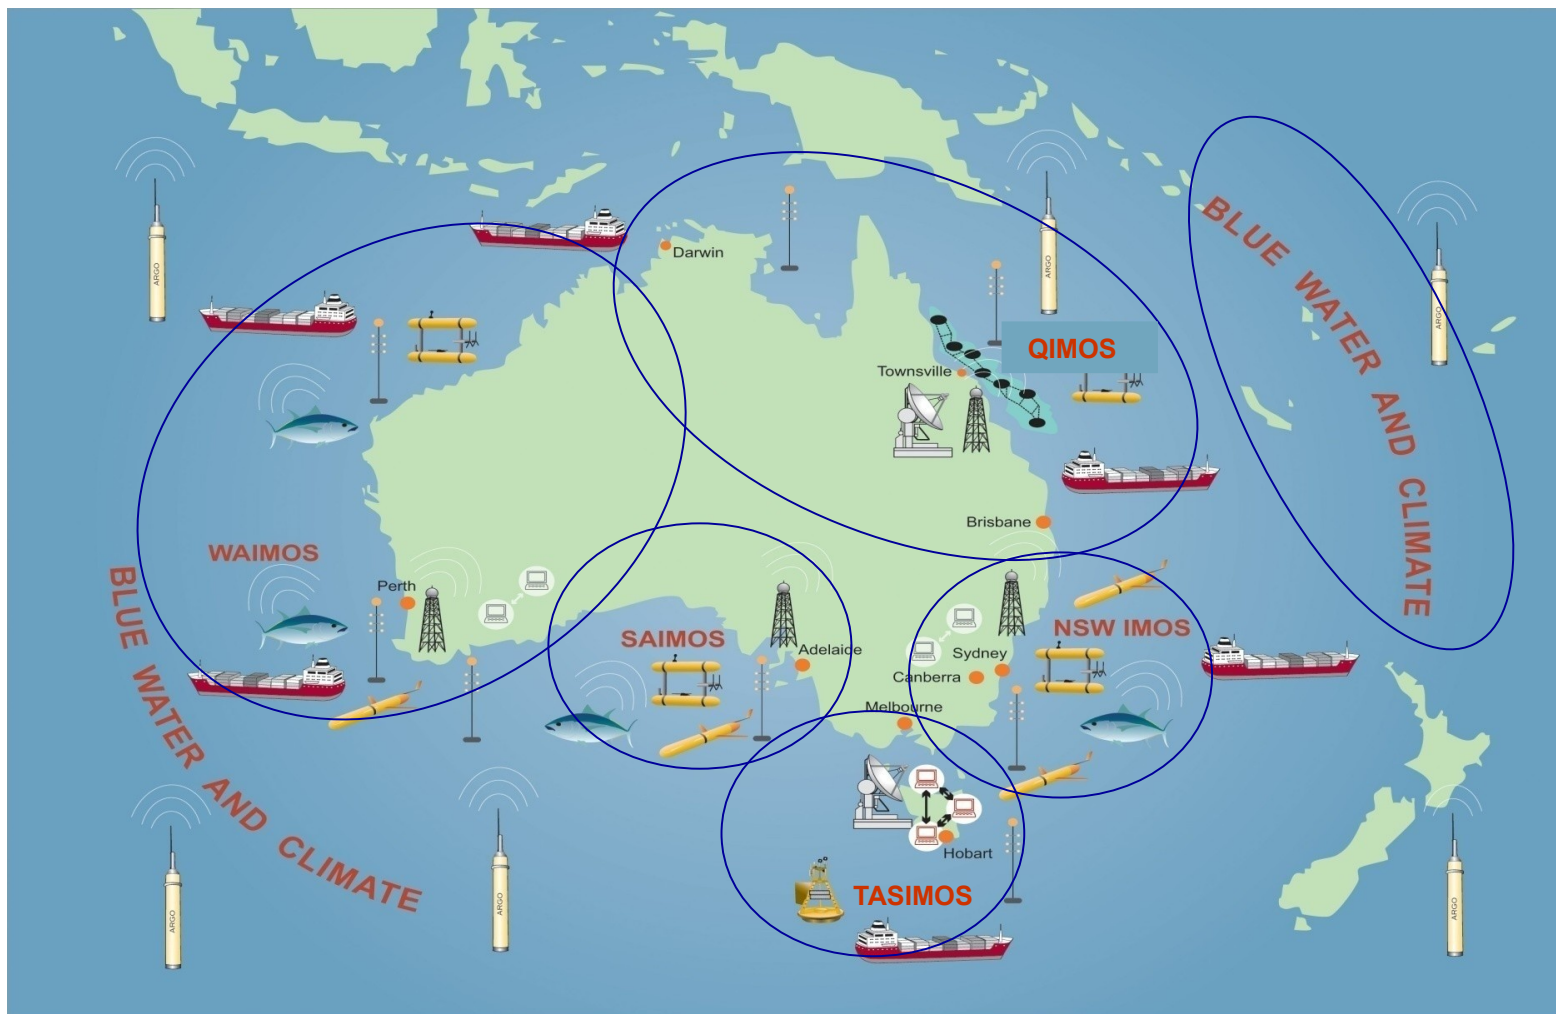 BLUE WATER AND CLIMATE
ARGO
ARGO
ARGO
Darwin
QIMOS
Townsville
Brisbane
WAIMOS
Perth
SAIMOS
Adelaide
NSW IMOS
Sydney
Canberra
Melbourne
BLUE WATER AND CLIMATE
Hobart
TASIMOS
ARGO
ARGO
ARGO